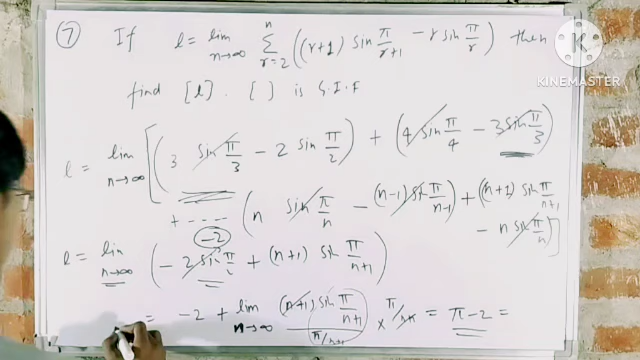 ⑦ If l = lim n→∞ Σ r=2 n ((r+1) sin π/r+1 − r sin π/r) then
find [l] . [ ] is G.I.F
KINEMASTER
l = lim n→∞ [(3 sin π/3 − 2 sin π/2) + (4 sin π/4 − 3 sin π/3)
+ ---- (n sin π/n − (n−1) sin π/n−1) + (n+1) sin π/n+1
− n sin π/n]
−2
l = lim n→∞ (− 2 sin π/2 + (n+1) sin π/n+1)
= −2 + lim n→∞ (n+1) sin π/n+1 / π/n+1 × π/n+1 = π−2 =